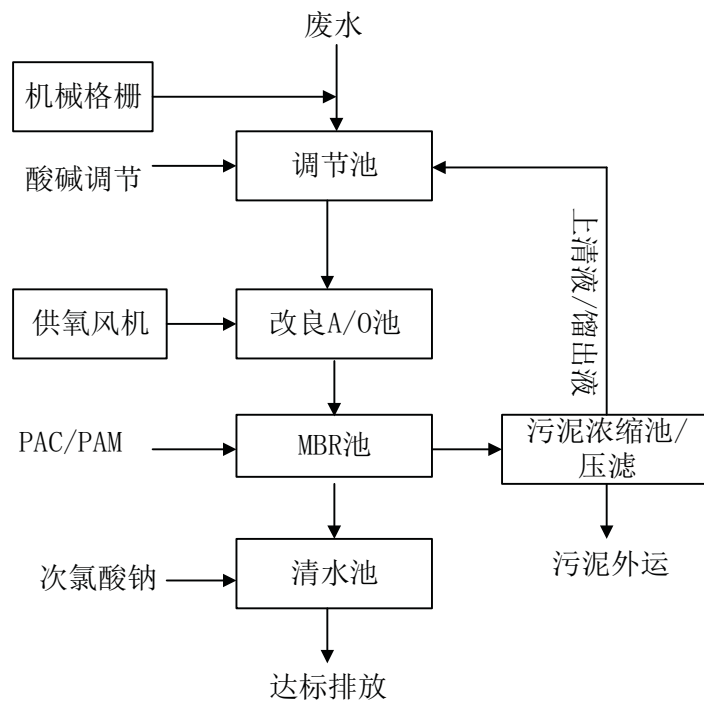 废水
机械格栅
酸碱调节
调节池
上清液/馏出液
供氧风机
改良A/O池
PAC/PAM
MBR池
污泥浓缩池/
压滤
次氯酸钠
清水池
污泥外运
达标排放